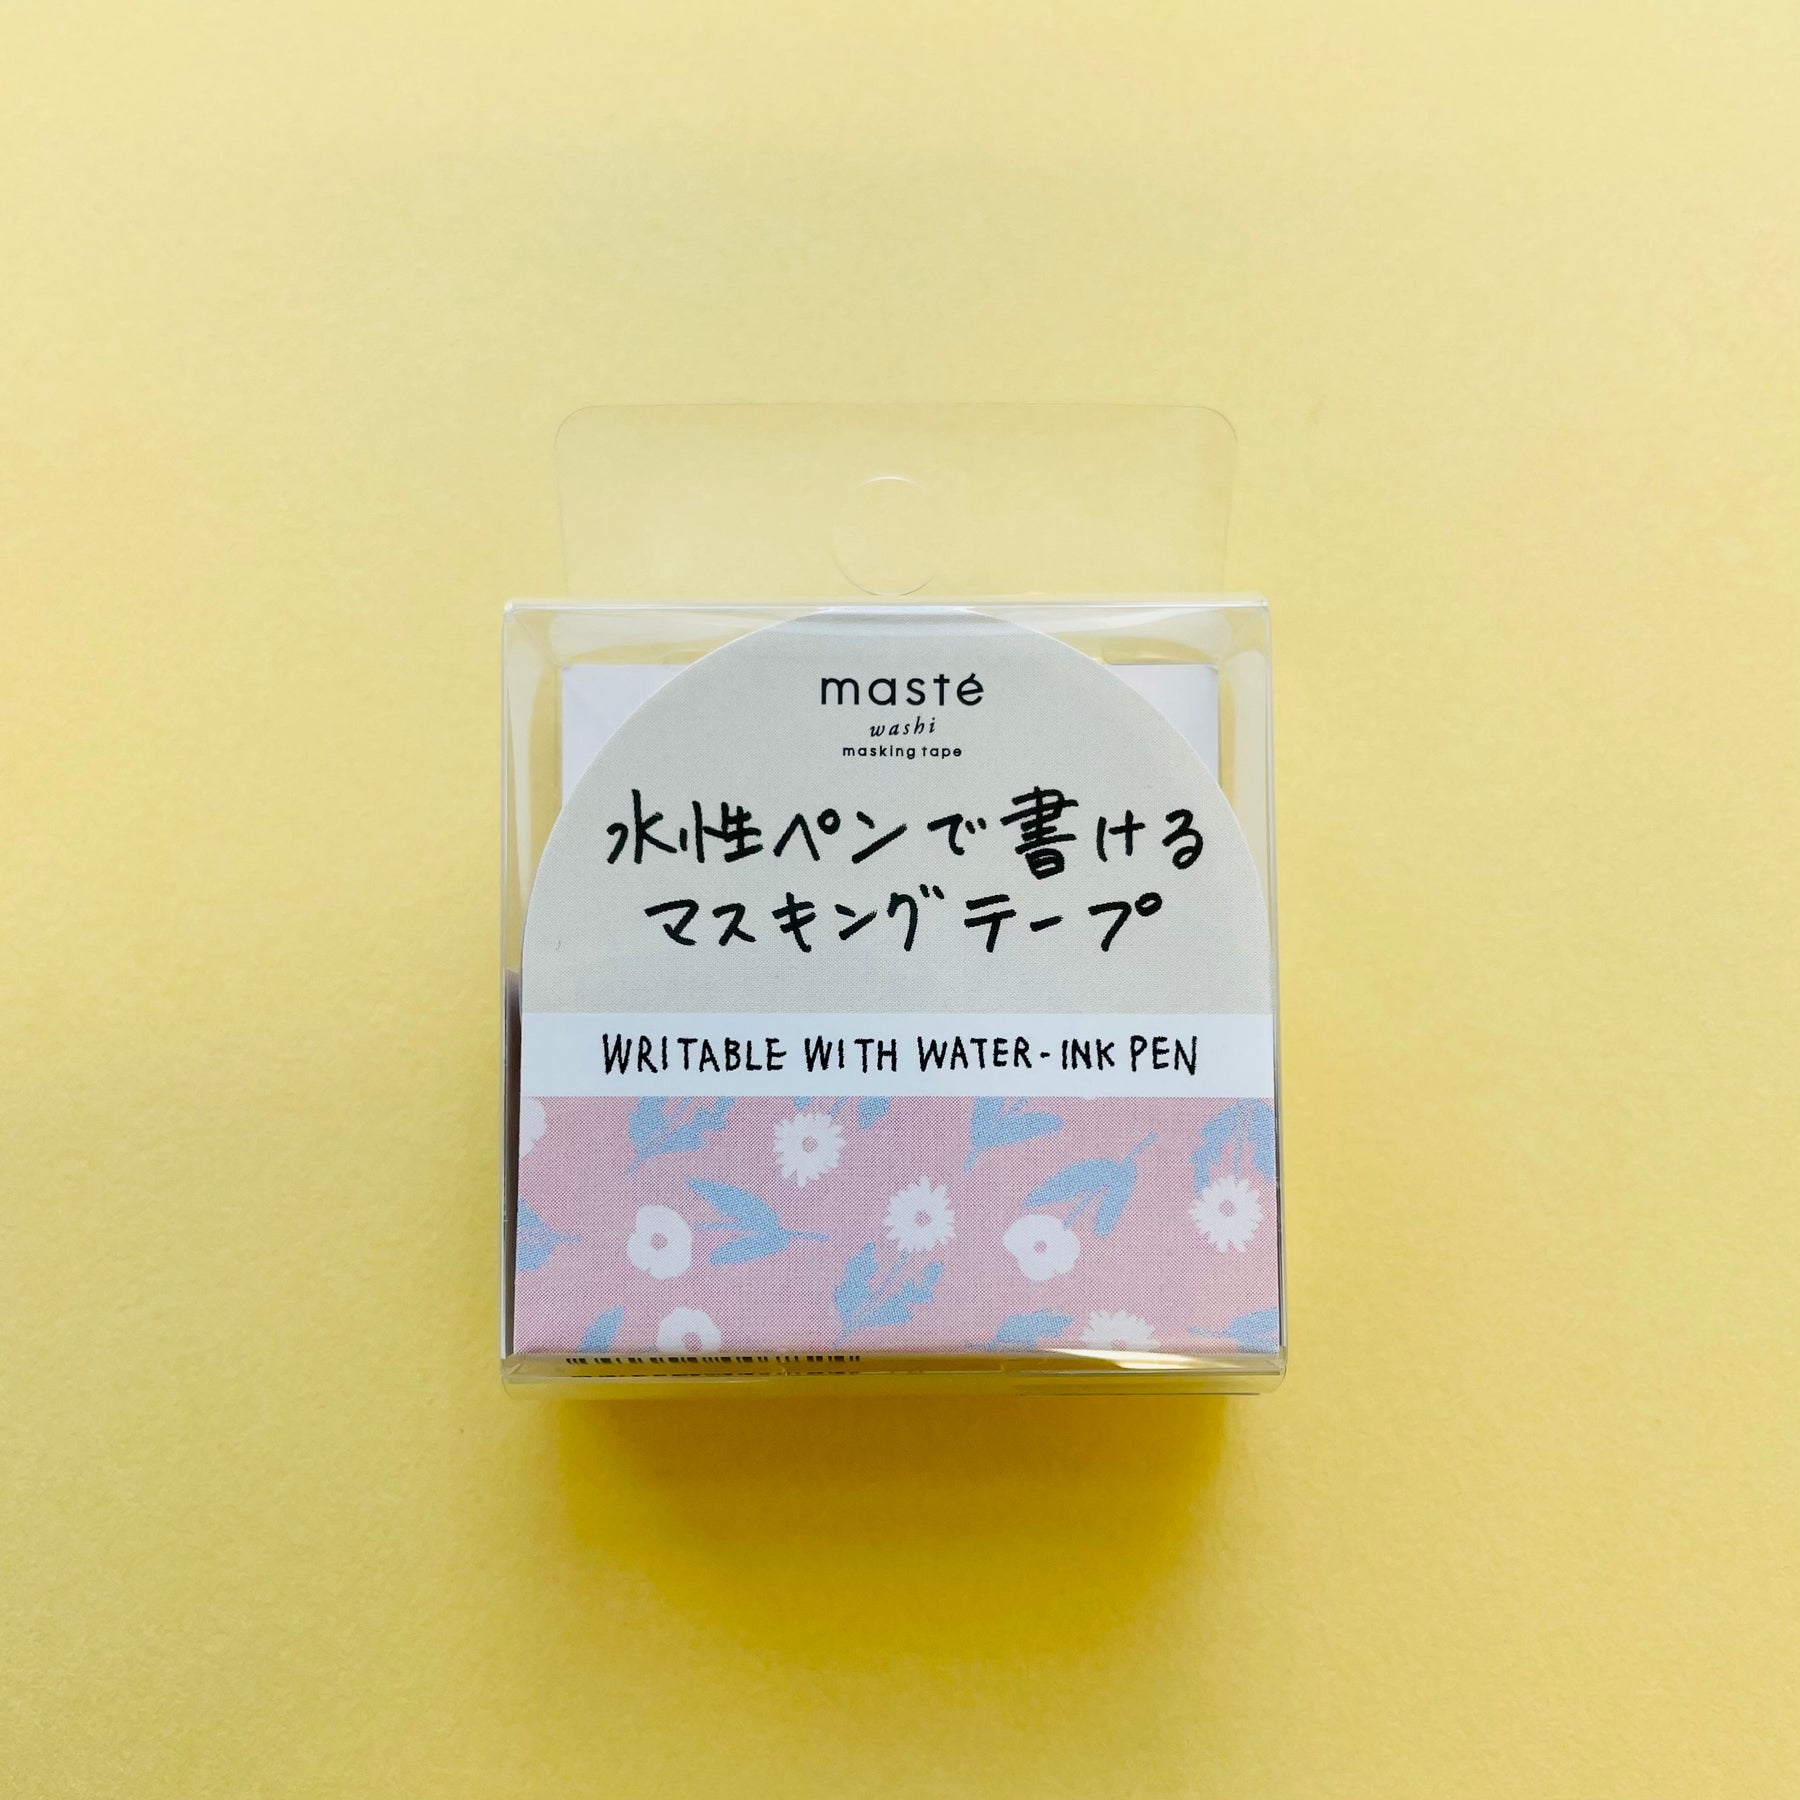 masté
washi
masking tape
水性ペンで書ける
マスキングテープ
WRITABLE WITH WATER-INK PEN